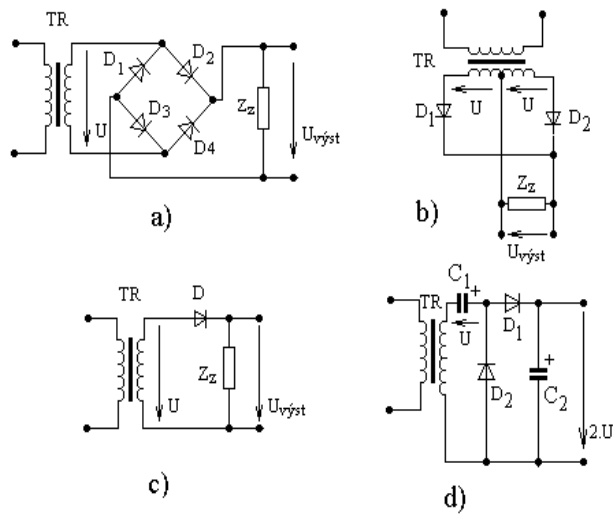 TR
D1
D2
D3
D4
U
Zz
Uvýst
a)
TR
U
U
D1
D2
Zz
Uvýst
b)
TR
D
U
Zz
Uvýst
c)
C1
+
TR
U
D1
D2
+
C2
2.U
d)